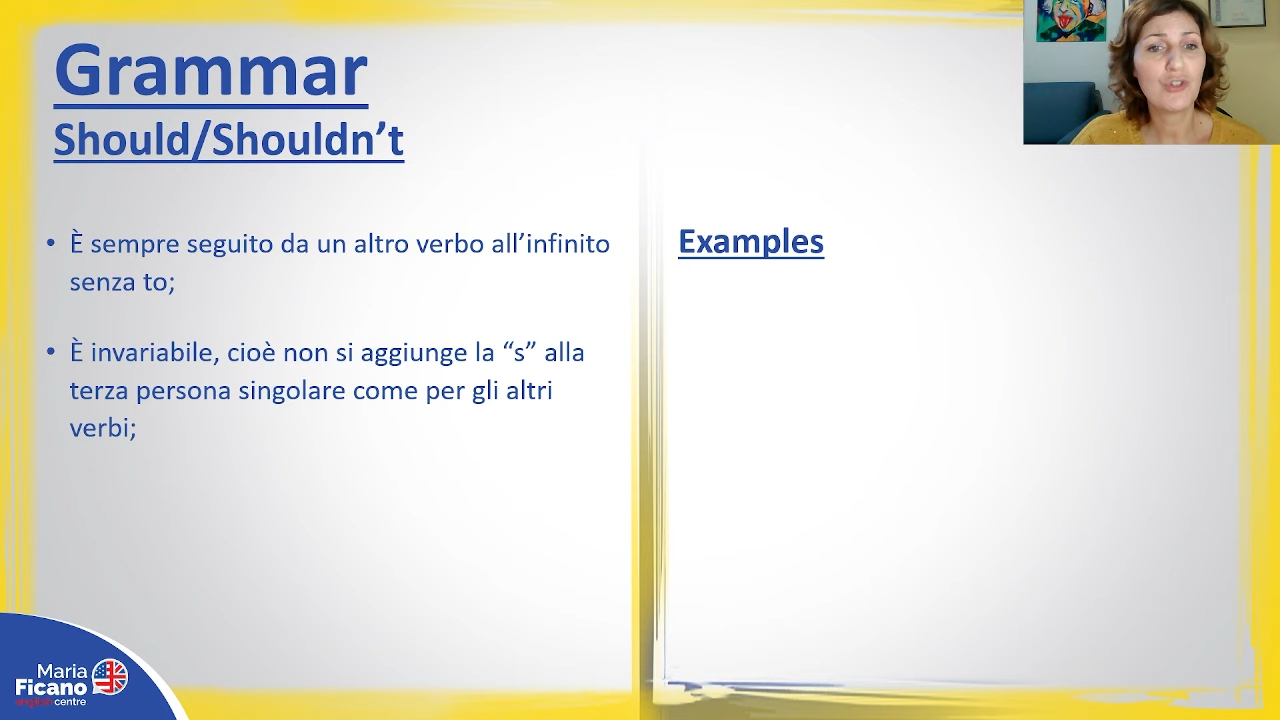 Grammar
Should/Shouldn’t
• È sempre seguito da un altro verbo all’infinito
senza to;
• È invariabile, cioè non si aggiunge la “s” alla
terza persona singolare come per gli altri
verbi;
Examples
Maria
Ficano
english centre